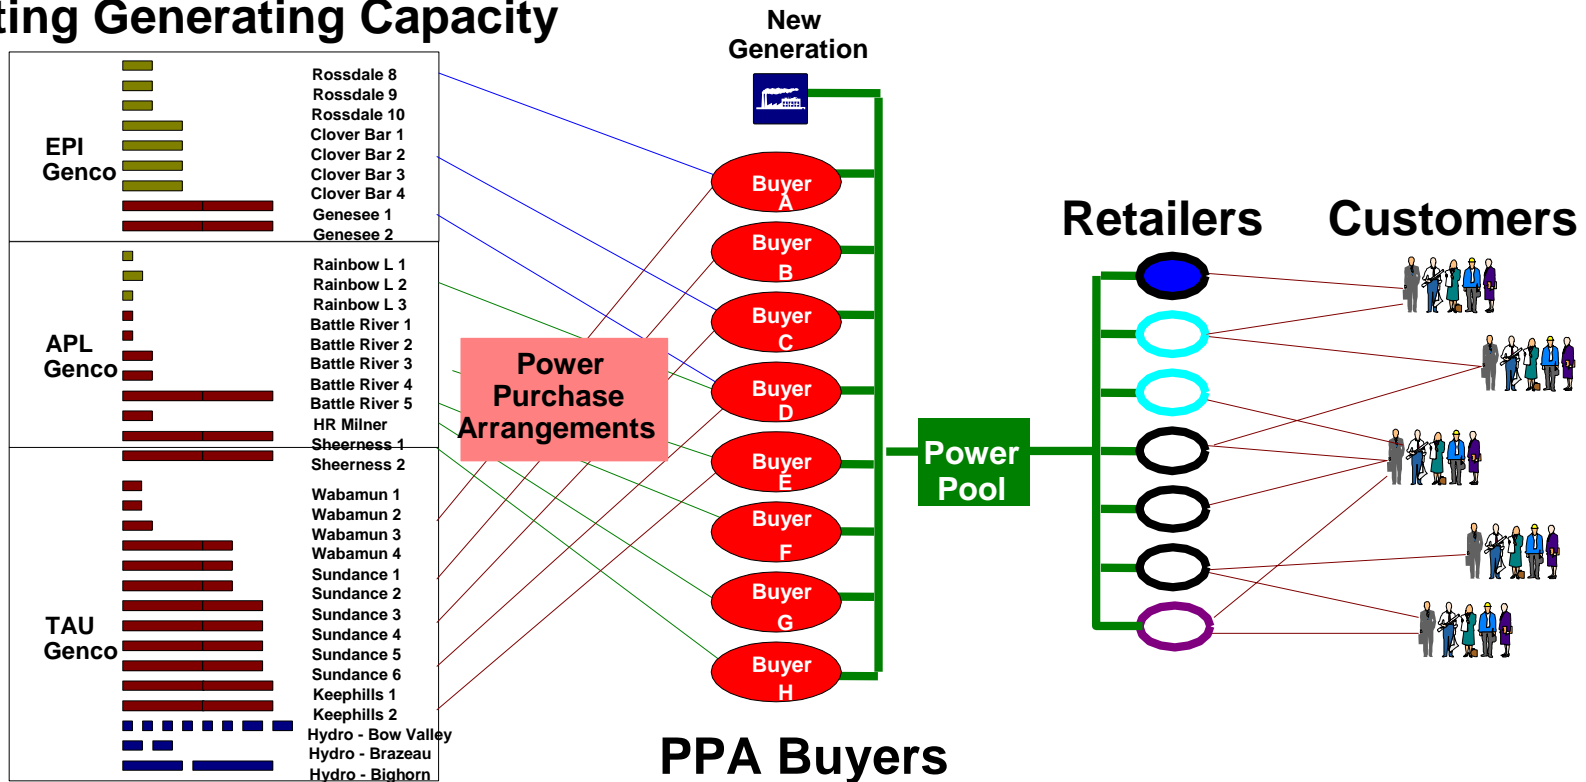 ting Generating Capacity
New
Generation
EPI
Genco
Rossdale 8
Rossdale 9
Rossdale 10
Clover Bar 1
Clover Bar 2
Clover Bar 3
Clover Bar 4
Genesee 1
Genesee 2
APL
Genco
Rainbow L 1
Rainbow L 2
Rainbow L 3
Battle River 1
Battle River 2
Battle River 3
Battle River 4
Battle River 5
HR Milner
Sheerness 1
Sheerness 2
TAU
Genco
Wabamun 1
Wabamun 2
Wabamun 3
Wabamun 4
Sundance 1
Sundance 2
Sundance 3
Sundance 4
Sundance 5
Sundance 6
Keephills 1
Keephills 2
Hydro - Bow Valley
Hydro - Brazeau
Hydro - Bighorn
Power
Purchase
Arrangements
Buyer
A
Buyer
B
Buyer
C
Buyer
D
Buyer
E
Buyer
F
Buyer
G
Buyer
H
PPA Buyers
Power
Pool
Retailers
Customers